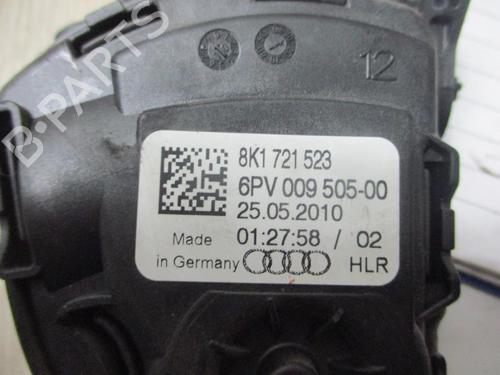 B-PARTS
12
8K1 721 523
6PV 009 505-00
25.05.2010
Made 01:27:58 / 02
in Germany HLR